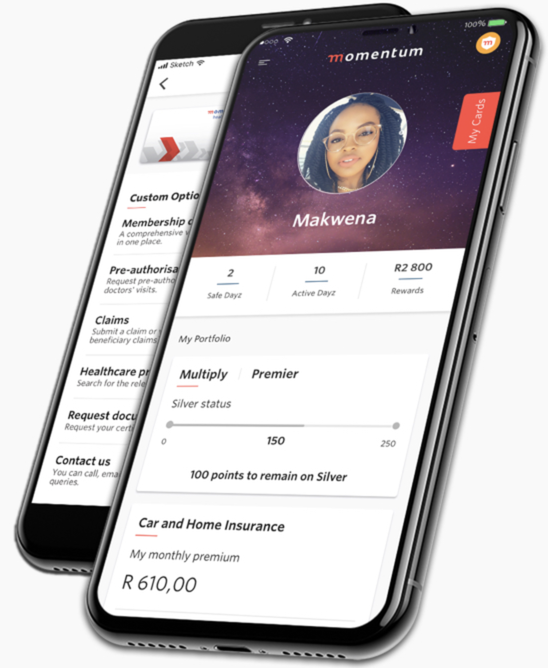 Sketch
Custom Optio
Membership
A comprehensive
in one place.
Pre-authorisa
Request pre-autho
doctors' visits.
Claims
Submit a claim or
beneficiary claims
Healthcare pr
Search for the rele
Request docu
Request your certi
Contact us
You can call, ema
queries.
100%
momentum
m
My Cards
Makwena
2
10
R2 800
Safe Dayz
Active Dayz
Rewards
My Portfolio
Multiply
Premier
Silver status
0
150
250
100 points to remain on Silver
Car and Home Insurance
My monthly premium
R 610,00